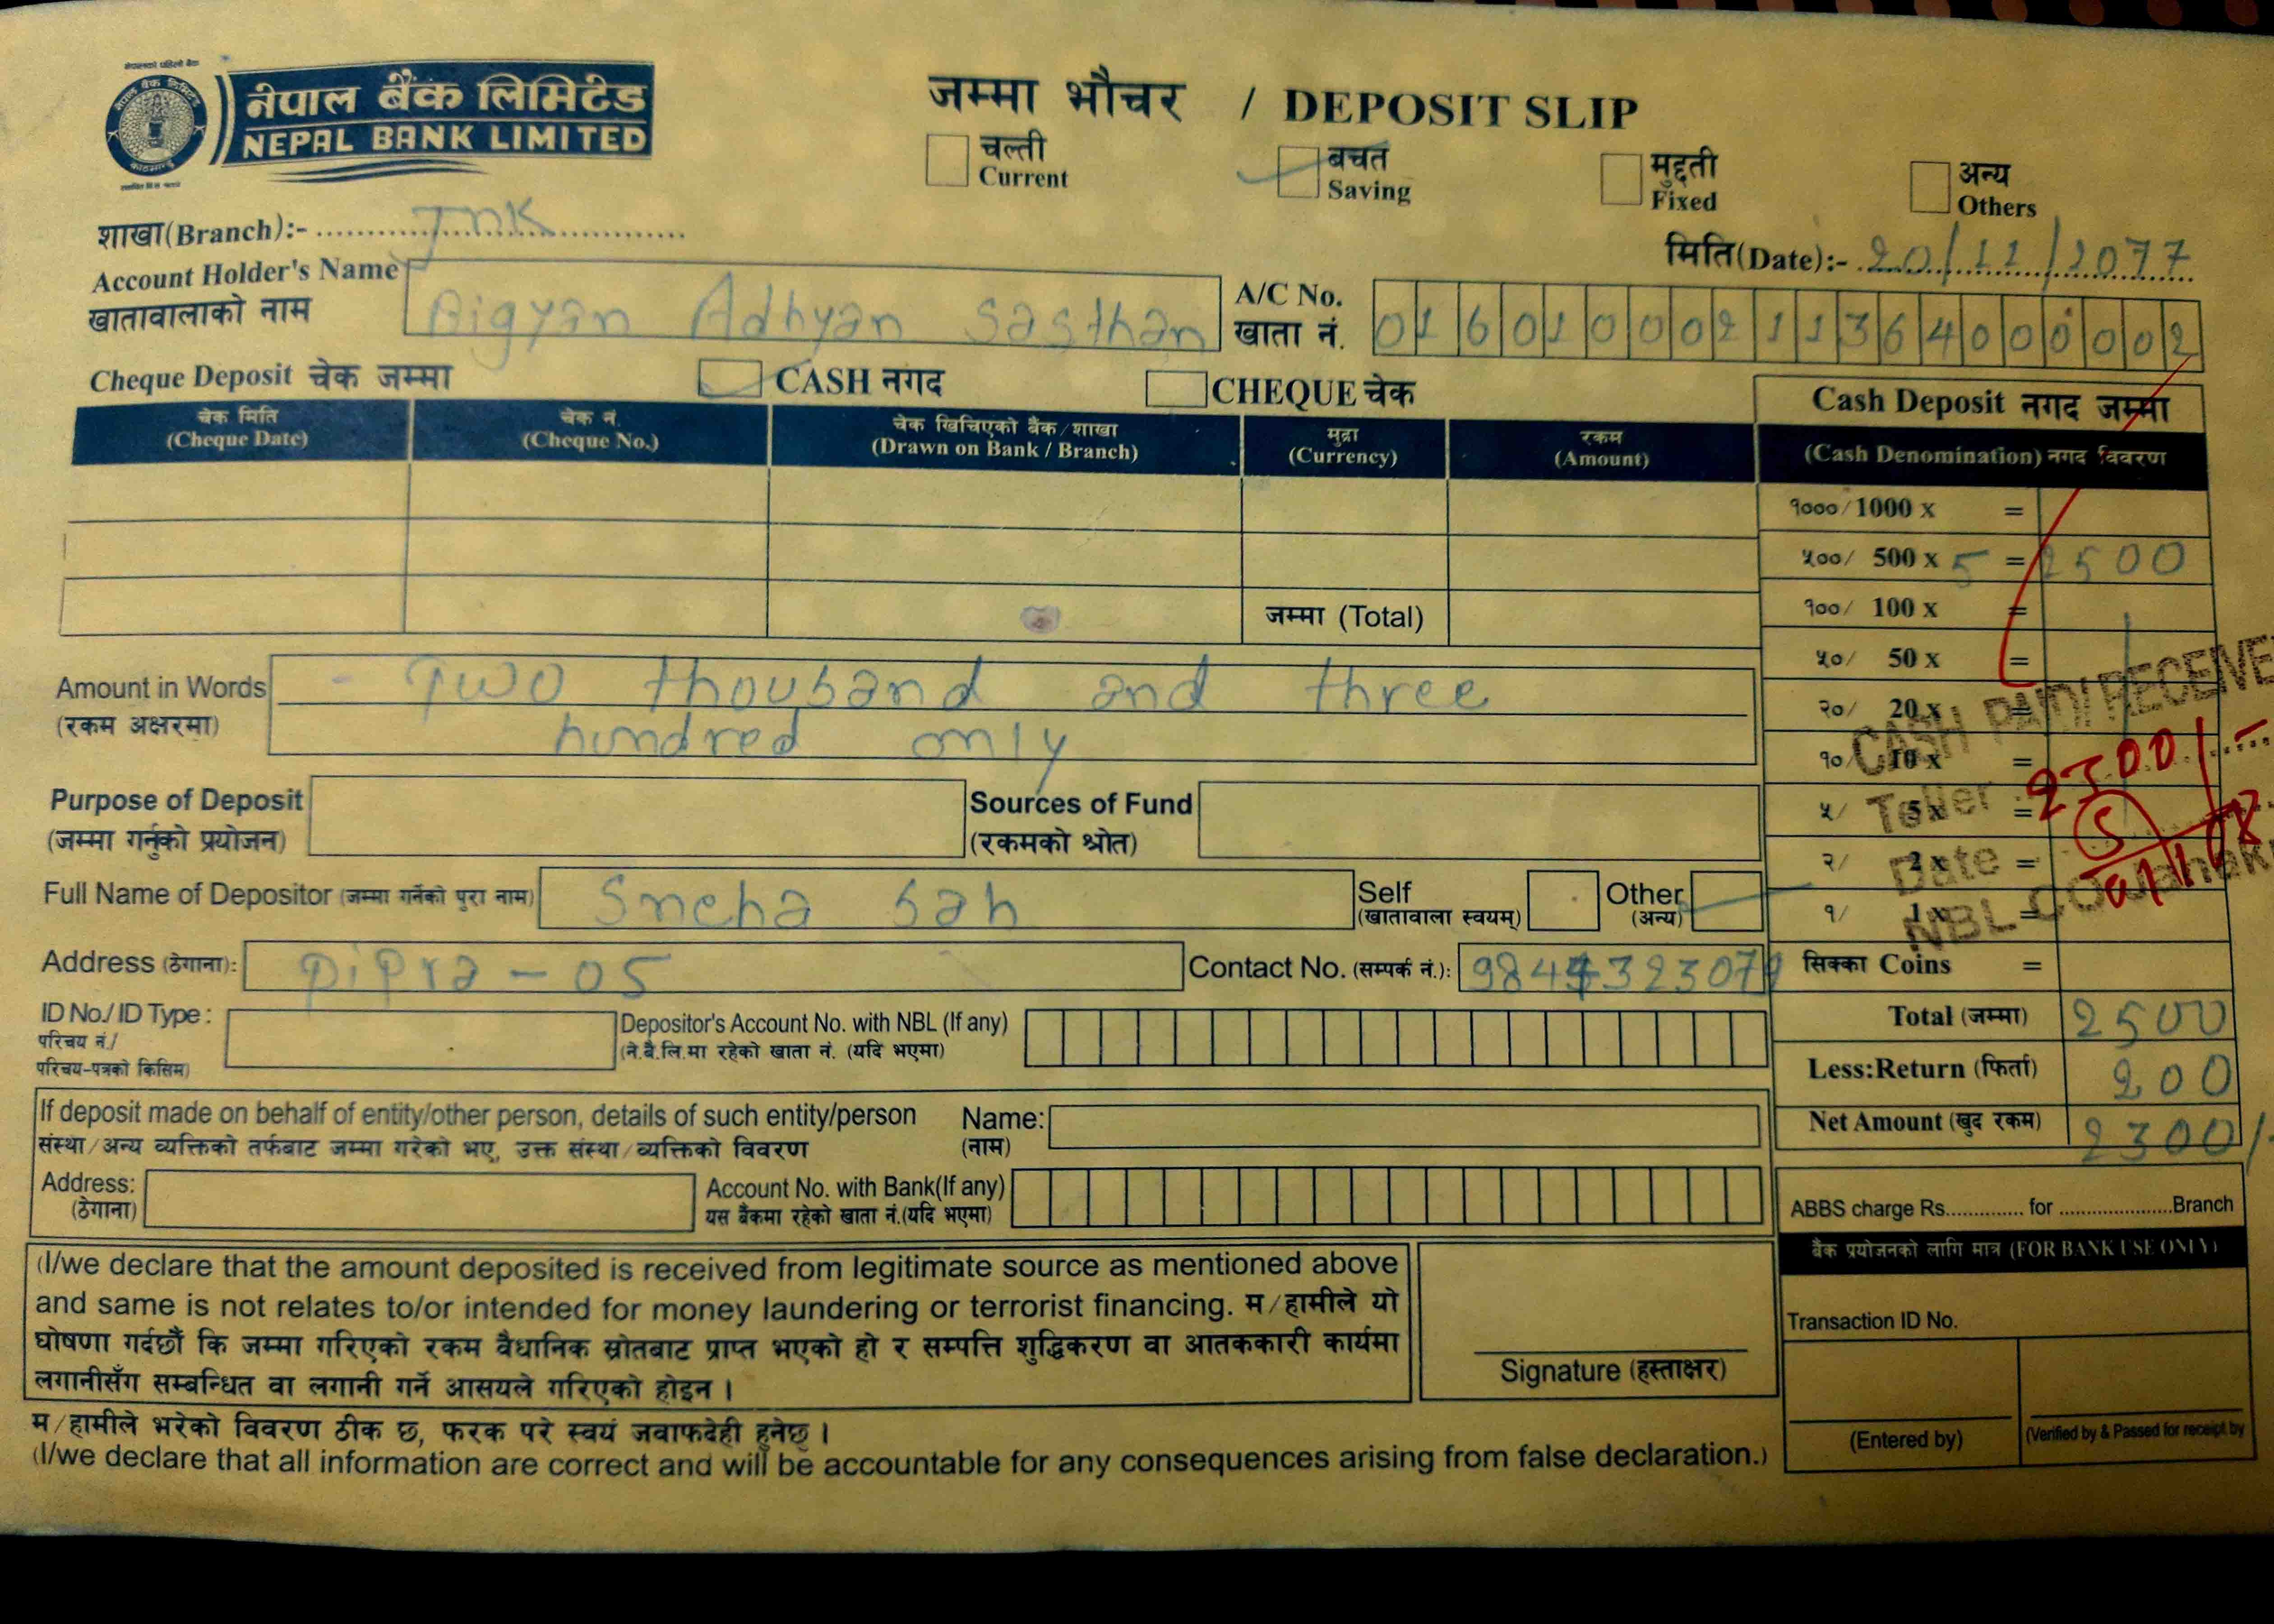 नेपाल बैंक लिमिटेड
NEPAL BANK LIMITED
जम्मा भौचर / DEPOSIT SLIP
चल्ती
Current
बचत
Saving
मुद्दती
Fixed
अन्य
Others
शाखा(Branch):- JNK
मिति(Date):- 20/11/2077
Account Holder's Name
खातावालाको नाम
Bigyan Adhyan Sasthan
A/C No.
खाता नं.
01601000211364000002
Cheque Deposit चेक जम्मा
CASH नगद
CHEQUE चेक
Cash Deposit नगद जम्मा
चेक मिति
(Cheque Date)
चेक नं.
(Cheque No.)
चेक खिचिएको बैंक/शाखा
(Drawn on Bank / Branch)
मुद्रा
(Currency)
रकम
(Amount)
(Cash Denomination) नगद विवरण
१०००/1000 x =
५००/ 500 x 5 = 2500
१००/ 100 x =
जम्मा (Total)
५०/ 50 x =
२०/ 20 x =
१०/ 10 x =
५/ 5 x =
२/ 2 x =
१/ 1 x =
CASH PAID/RECEIVE
2300/-
Teller
Date
NBL
Amount in Words
(रकम अक्षरमा)
Two thousand and three
hundred only
Purpose of Deposit
(जम्मा गर्नुको प्रयोजन)
Sources of Fund
(रकमको श्रोत)
Full Name of Depositor (जम्मा गर्नेको पुरा नाम)
Sneha Sah
Self
(खातावाला स्वयम्)
Other
(अन्य)
Address (ठेगाना):
Pipra-05
Contact No. (सम्पर्क नं.):
सिक्का Coins =
Total (जम्मा) 2500
Less:Return (फिर्ता) 200
Net Amount (खुद रकम) 2300/-
ID No./ ID Type :
परिचय नं./
परिचय-पत्रको किसिम)
Depositor's Account No. with NBL (If any)
(ने.बै.लि.मा रहेको खाता नं. (यदि भएमा)
If deposit made on behalf of entity/other person, details of such entity/person
संस्था/अन्य व्यक्तिको तर्फबाट जम्मा गरेको भए, उक्त संस्था/व्यक्तिको विवरण
Name:
(नाम)
Address:
(ठेगाना)
Account No. with Bank(If any)
यस बैंकमा रहेको खाता नं.(यदि भएमा)
ABBS charge Rs.............. for .....................Branch
बैंक प्रयोजनको लागि मात्र (FOR BANK USE ONLY)
Transaction ID No.
(Entered by)
(Verified by & Passed for receipt by
(I/we declare that the amount deposited is received from legitimate source as mentioned above
and same is not relates to/or intended for money laundering or terrorist financing. म/हामीले यो
घोषणा गर्दछौं कि जम्मा गरिएको रकम वैधानिक स्रोतबाट प्राप्त भएको हो र सम्पत्ति शुद्धिकरण वा आतककारी कार्यमा
लगानीसँग सम्बन्धित वा लगानी गर्ने आसयले गरिएको होइन ।
Signature (हस्ताक्षर)
म/हामीले भरेको विवरण ठीक छ, फरक परे स्वयं जवाफदेही हुनेछु ।
(I/we declare that all information are correct and will be accountable for any consequences arising from false declaration.)